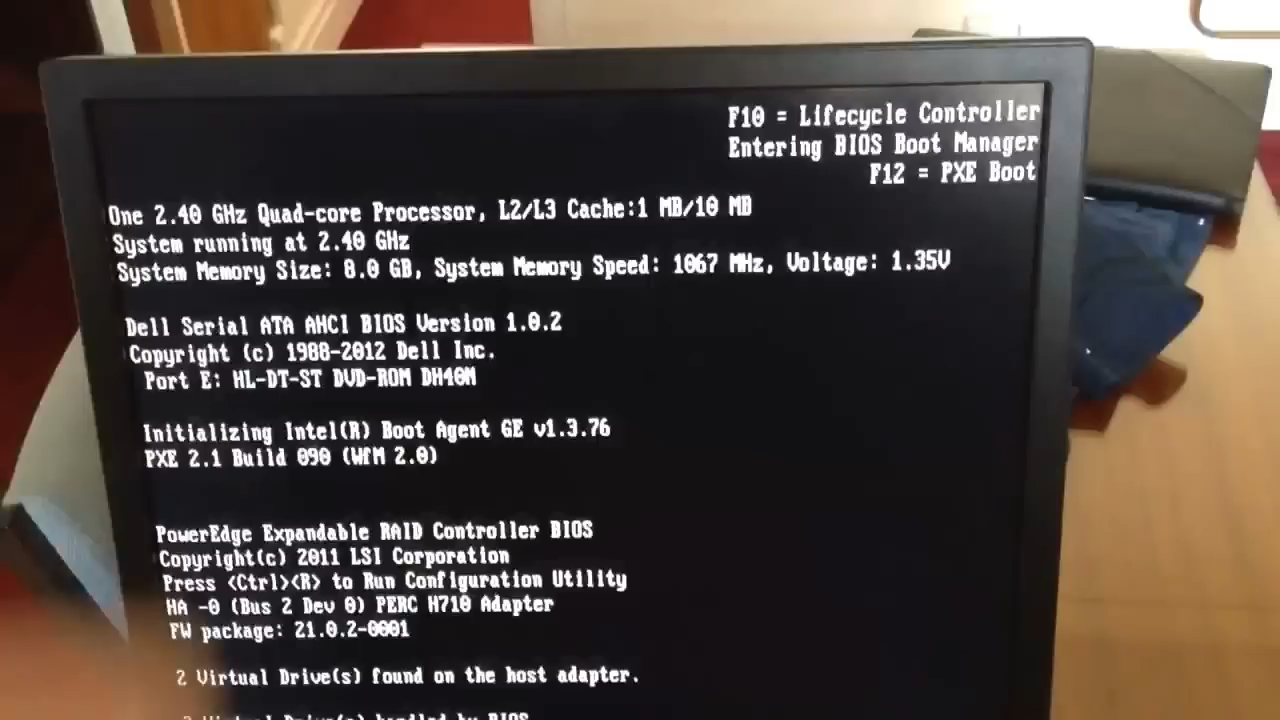 F10 = Lifecycle Controller
Entering BIOS Boot Manager
F12 = PXE Boot
One 2.40 GHz Quad-core Processor, L2/L3 Cache:1 MB/10 MB
System running at 2.40 GHz
System Memory Size: 8.0 GB, System Memory Speed: 1067 MHz, Voltage: 1.35V
Dell Serial ATA AHCI BIOS Version 1.0.2
Copyright (c) 1988-2012 Dell Inc.
Port E: HL-DT-ST DVD-ROM DH40N
Initializing Intel(R) Boot Agent GE v1.3.76
PXE 2.1 Build 090 (WfM 2.0)
PowerEdge Expandable RAID Controller BIOS
Copyright(c) 2011 LSI Corporation
Press <Ctrl><R> to Run Configuration Utility
HA -0 (Bus 2 Dev 0) PERC H710 Adapter
FW package: 21.0.2-0001
2 Virtual Drive(s) found on the host adapter.
Virtual Drive(s) handled by BIOS